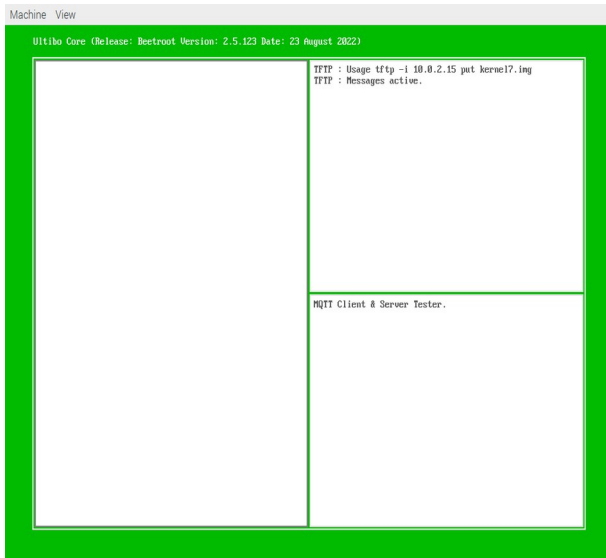 Machine View
Ultibo Core (Release: Beetroot Version: 2.5.123 Date: 23 August 2022)
TFTP : Usage tftp -i 10.0.2.15 put kernel7.img
TFTP : Messages active.
MQTT Client & Server Tester.